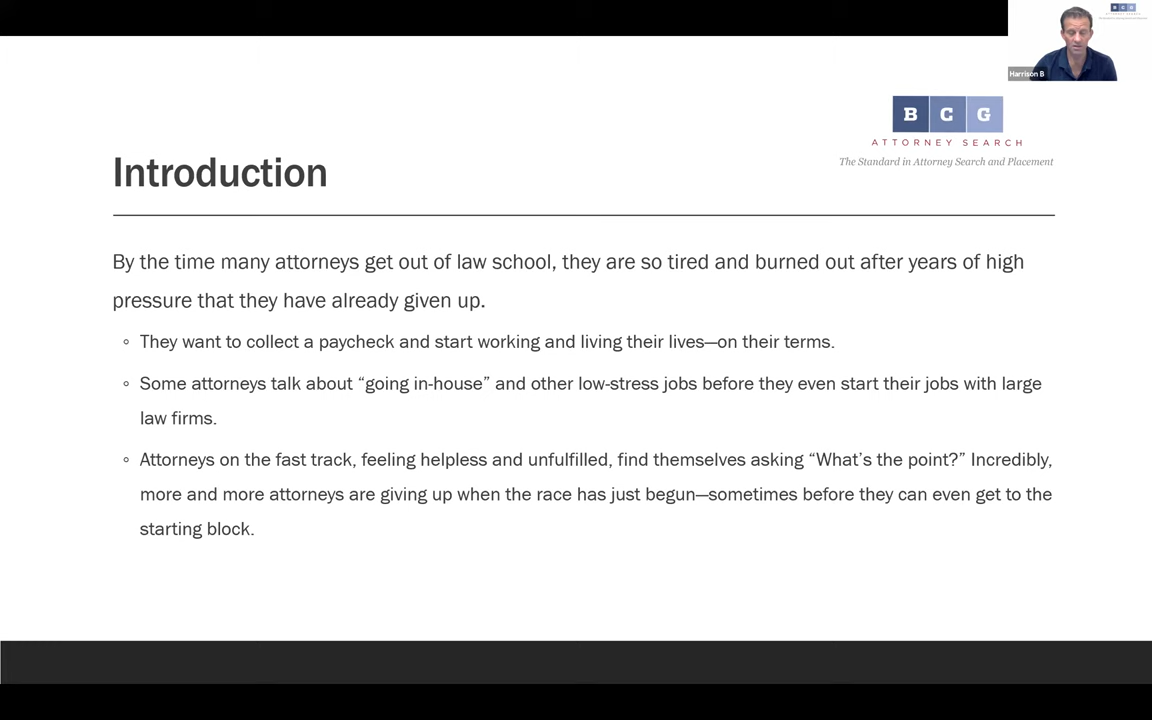 Harrison B
B C G
ATTORNEY SEARCH
The Standard in Attorney Search and Placement
Introduction
By the time many attorneys get out of law school, they are so tired and burned out after years of high
pressure that they have already given up.
◦ They want to collect a paycheck and start working and living their lives—on their terms.
◦ Some attorneys talk about “going in-house” and other low-stress jobs before they even start their jobs with large
law firms.
◦ Attorneys on the fast track, feeling helpless and unfulfilled, find themselves asking “What’s the point?” Incredibly,
more and more attorneys are giving up when the race has just begun—sometimes before they can even get to the
starting block.